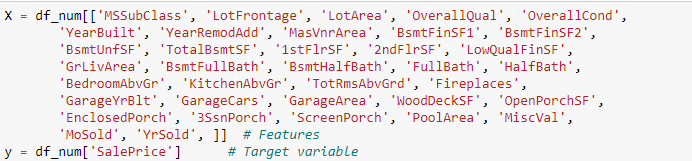 X = df_num[['MSSubClass', 'LotFrontage', 'LotArea', 'OverallQual', 'OverallCond',
'YearBuilt', 'YearRemodAdd', 'MasVnrArea', 'BsmtFinSF1', 'BsmtFinSF2',
'BsmtUnfSF', 'TotalBsmtSF', '1stFlrSF', '2ndFlrSF', 'LowQualFinSF',
'GrLivArea', 'BsmtFullBath', 'BsmtHalfBath', 'FullBath', 'HalfBath',
'BedroomAbvGr', 'KitchenAbvGr', 'TotRmsAbvGrd', 'Fireplaces',
'GarageYrBlt', 'GarageCars', 'GarageArea', 'WoodDeckSF', 'OpenPorchSF',
'EnclosedPorch', '3SsnPorch', 'ScreenPorch', 'PoolArea', 'MiscVal',
'MoSold', 'YrSold', ]]  # Features
y = df_num['SalePrice']      # Target variable